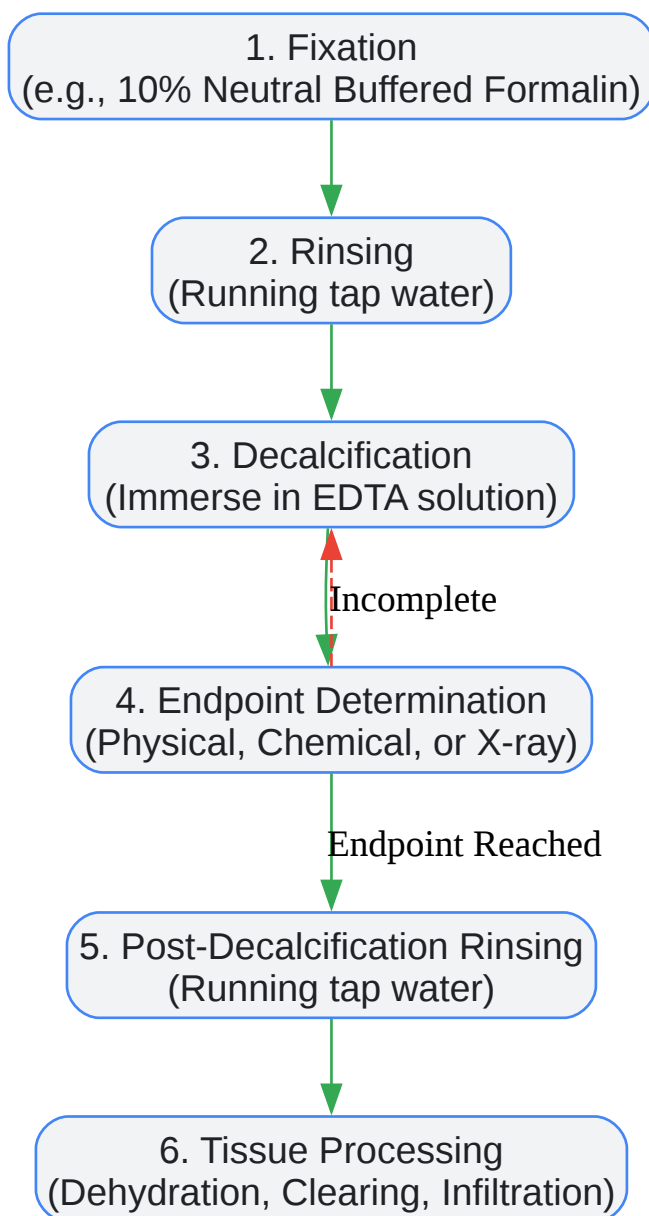 1. Fixation
(e.g., 10% Neutral Buffered Formalin)
2. Rinsing
(Running tap water)
3. Decalcification
(Immerse in EDTA solution)
Incomplete
4. Endpoint Determination
(Physical, Chemical, or X-ray)
Endpoint Reached
5. Post-Decalcification Rinsing
(Running tap water)
6. Tissue Processing
(Dehydration, Clearing, Infiltration)